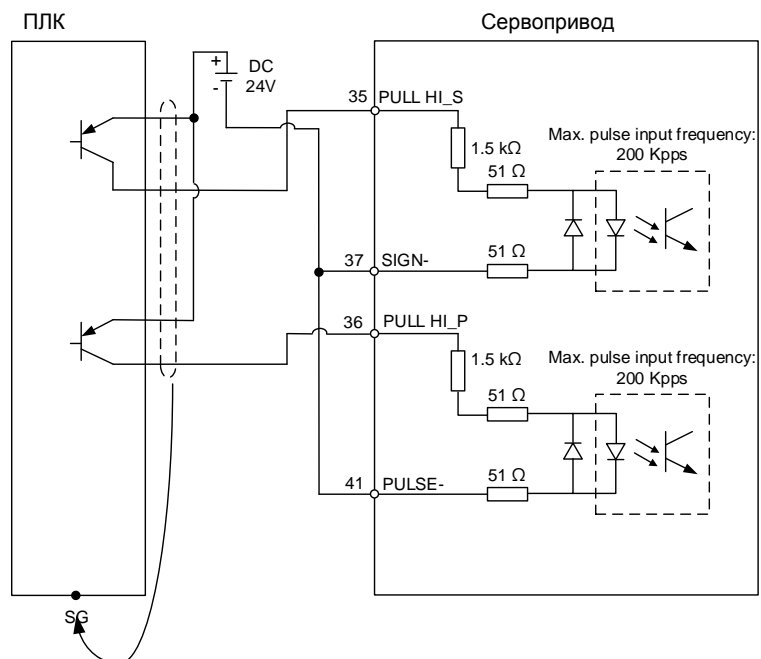 ПЛК
Сервопривод
+
DC
24V
-
35 PULL HI_S
Max. pulse input frequency:
200 Kpps
1.5 kΩ
51 Ω
37 SIGN-
51 Ω
36 PULL HI_P
Max. pulse input frequency:
200 Kpps
1.5 kΩ
51 Ω
41 PULSE-
51 Ω
SG